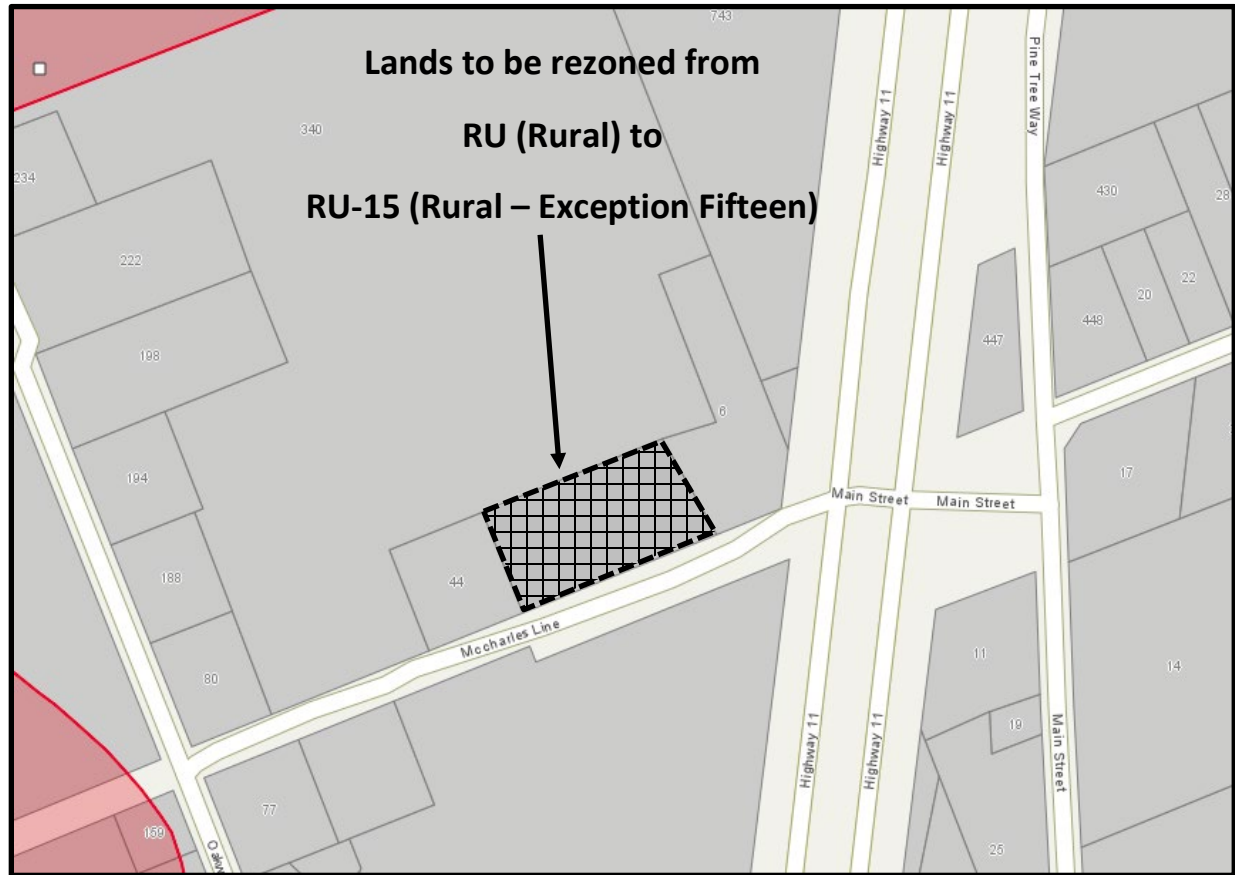 743
Lands to be rezoned from
RU (Rural) to
RU-15 (Rural – Exception Fifteen)
340
234
222
198
194
188
80
44
6
Mccharles Line
77
159
Highway 11
Highway 11
Pine Tree Way
430
28
22
20
448
447
17
Main Street
Main Street
Highway 11
Highway 11
11
19
14
Main Street
25